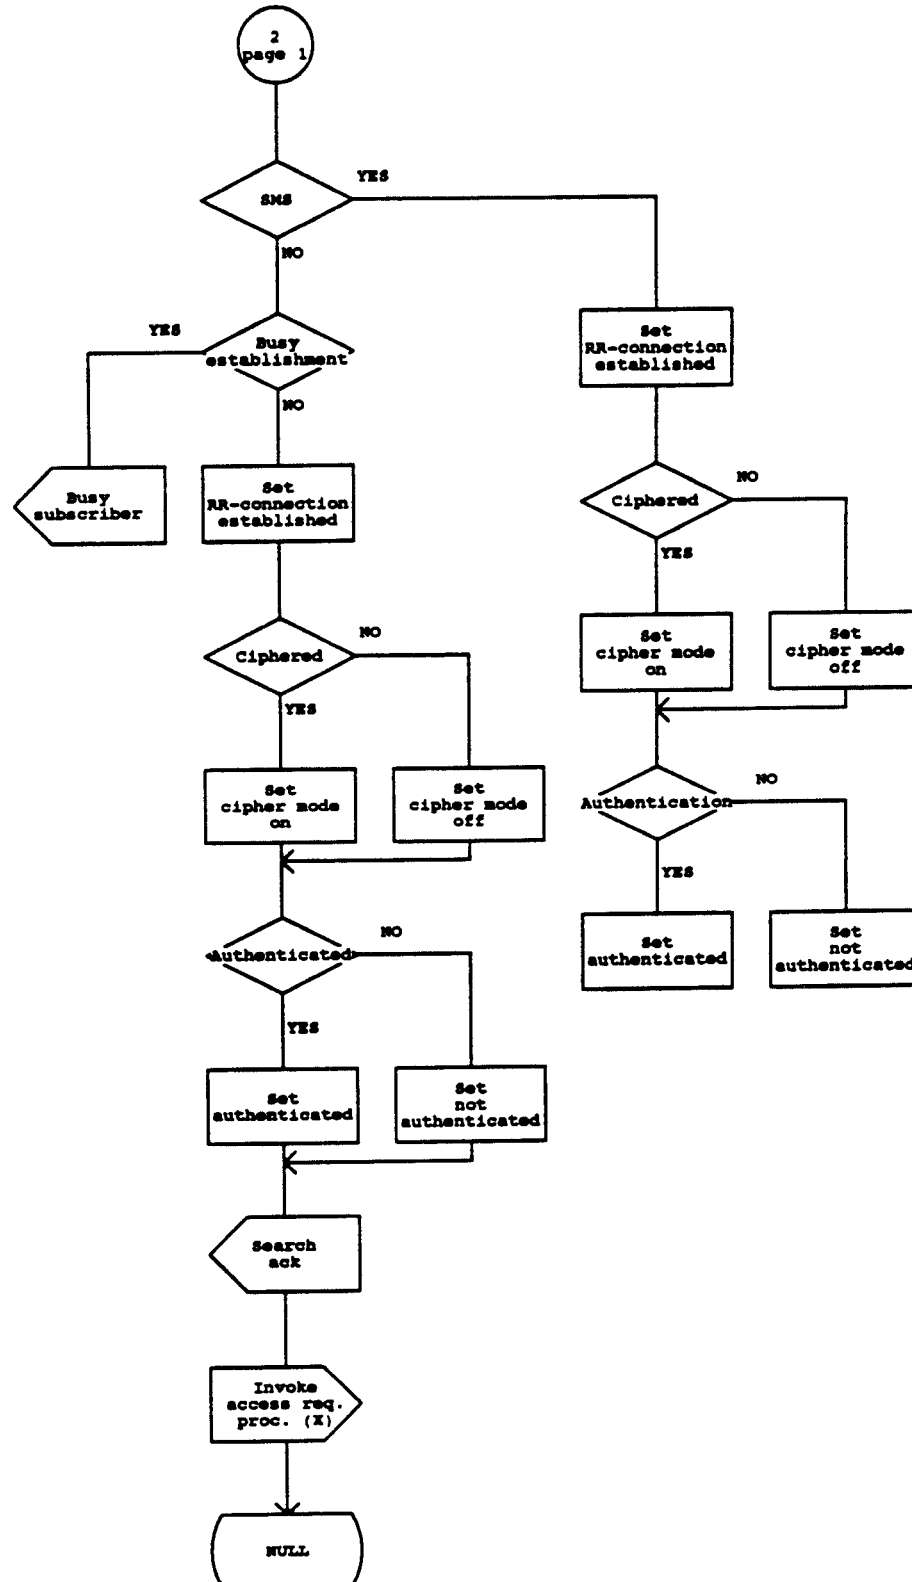 2
page 1
YES
SMS
NO
YES
Busy
establishment
NO
Set
RR-connection
established
Busy
subscriber
Set
RR-connection
established
NO
Ciphered
YES
NO
Ciphered
YES
Set
cipher mode
on
Set
cipher mode
off
Set
cipher mode
on
Set
cipher mode
off
NO
Authentication
YES
NO
Authenticated
YES
Set
authenticated
Set
not
authenticated
Set
authenticated
Set
not
authenticated
Search
ack
Invoke
access req.
proc. (X)
NULL